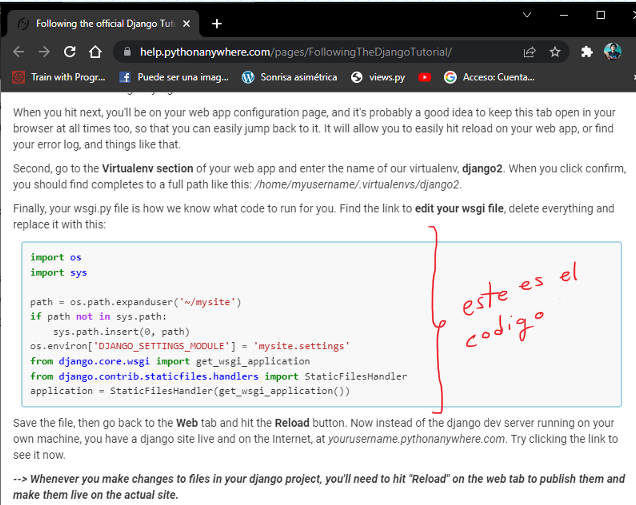 Following the official Django Tut
help.pythonanywhere.com/pages/FollowingTheDjangoTutorial/
Train with Progr... Puede ser una imag... Sonrisa asimétrica views.py Acceso: Cuenta...
When you hit next, you'll be on your web app configuration page, and it's probably a good idea to keep this tab open in your
browser at all times too, so that you can easily jump back to it. It will allow you to easily hit reload on your web app, or find
your error log, and things like that.
Second, go to the Virtualenv section of your web app and enter the name of our virtualenv, django2. When you click confirm,
you should find completes to a full path like this: /home/myusername/.virtualenvs/django2.
Finally, your wsgi.py file is how we know what code to run for you. Find the link to edit your wsgi file, delete everything and
replace it with this:
import os
import sys
path = os.path.expanduser('~/mysite')
if path not in sys.path:
    sys.path.insert(0, path)
os.environ['DJANGO_SETTINGS_MODULE'] = 'mysite.settings'
from django.core.wsgi import get_wsgi_application
from django.contrib.staticfiles.handlers import StaticFilesHandler
application = StaticFilesHandler(get_wsgi_application())
este es el
codigo
Save the file, then go back to the Web tab and hit the Reload button. Now instead of the django dev server running on your
own machine, you have a django site live and on the Internet, at yourusername.pythonanywhere.com. Try clicking the link to
see it now.
--> Whenever you make changes to files in your django project, you'll need to hit "Reload" on the web tab to publish them and
make them live on the actual site.